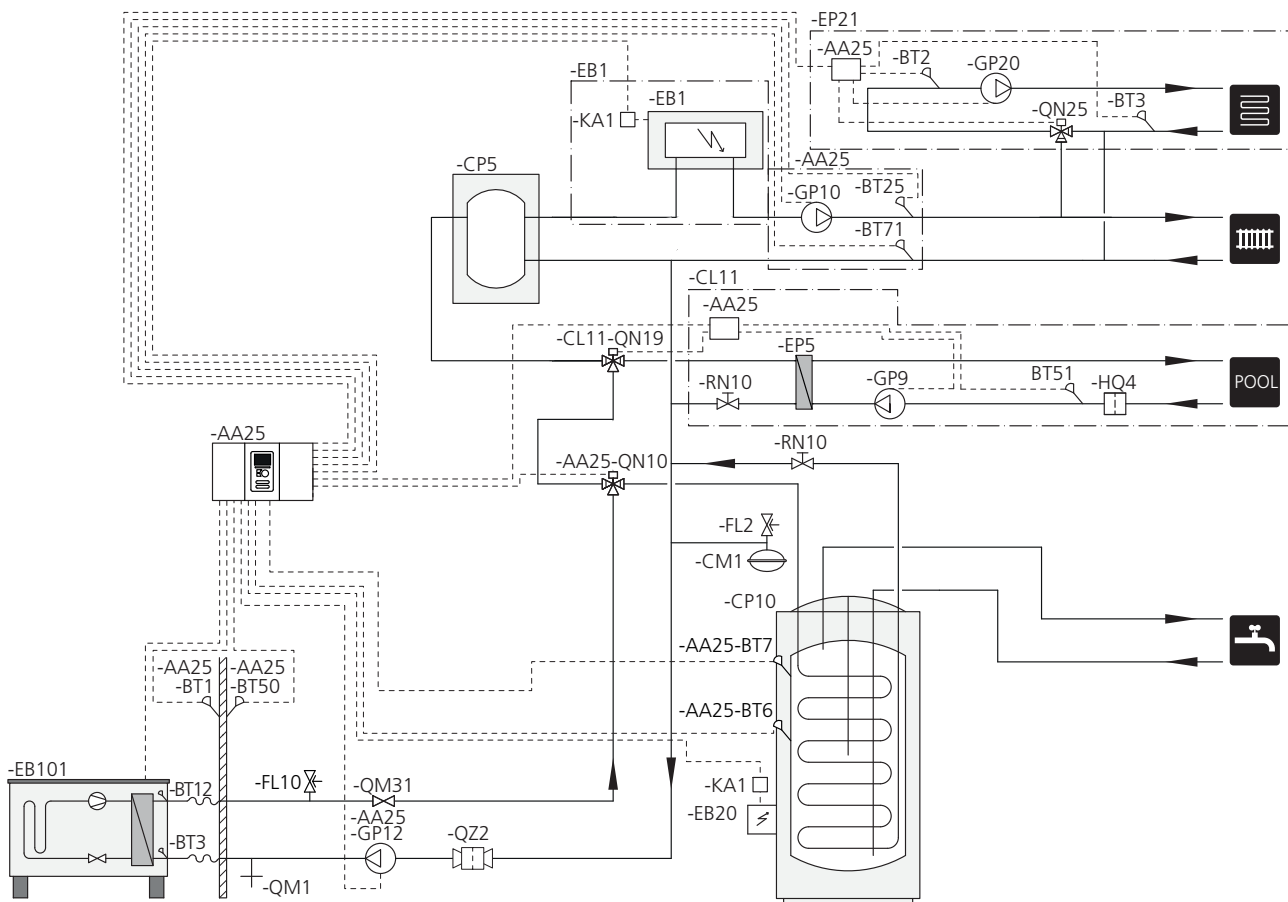 -EP21
-AA25
-BT2
-GP20
-EB1
-EB1
-KA1
-QN25
-BT3
-AA25
-CP5
-GP10
-BT25
-BT71
-CL11
-AA25
-CL11-QN19
-EP5
-RN10
-GP9
BT51
-HQ4
POOL
-AA25
-RN10
-AA25-QN10
-FL2
-CM1
-CP10
-AA25-BT7
-AA25
-BT1
-AA25
-BT50
-AA25-BT6
-EB101
-BT12
-FL10
-QM31
-KA1
-EB20
-AA25
-GP12
-QZ2
-BT3
-QM1